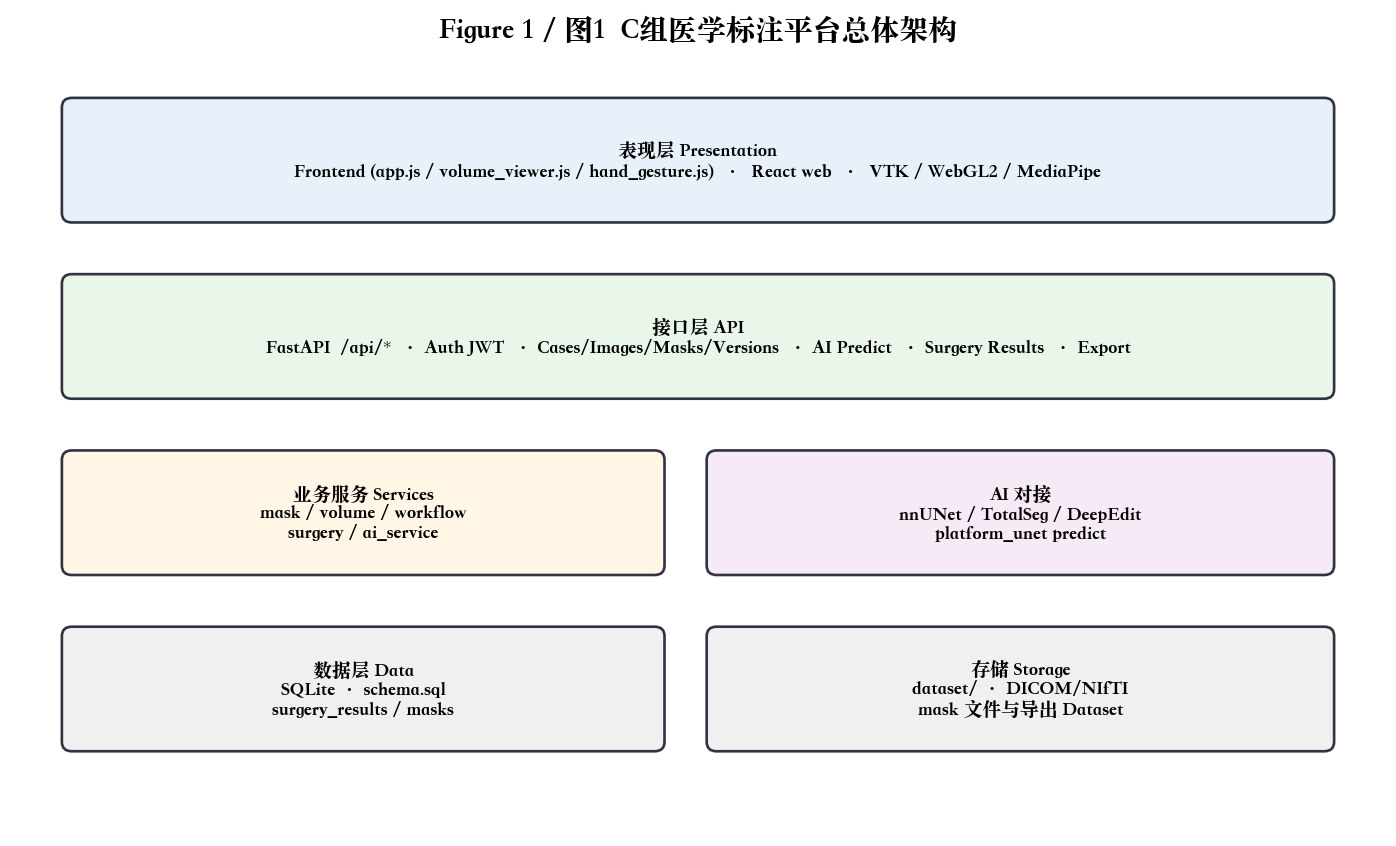 Figure 1 / 图1  C组医学标注平台总体架构
表现层 Presentation
Frontend (app.js / volume_viewer.js / hand_gesture.js)  ·  React web  ·  VTK / WebGL2 / MediaPipe
接口层 API
FastAPI  /api/*  ·  Auth JWT  ·  Cases/Images/Masks/Versions  ·  AI Predict  ·  Surgery Results  ·  Export
业务服务 Services
mask / volume / workflow
surgery / ai_service
AI 对接
nnUNet / TotalSeg / DeepEdit
platform_unet predict
数据层 Data
SQLite  ·  schema.sql
surgery_results / masks
存储 Storage
dataset/  ·  DICOM/NIfTI
mask 文件与导出 Dataset